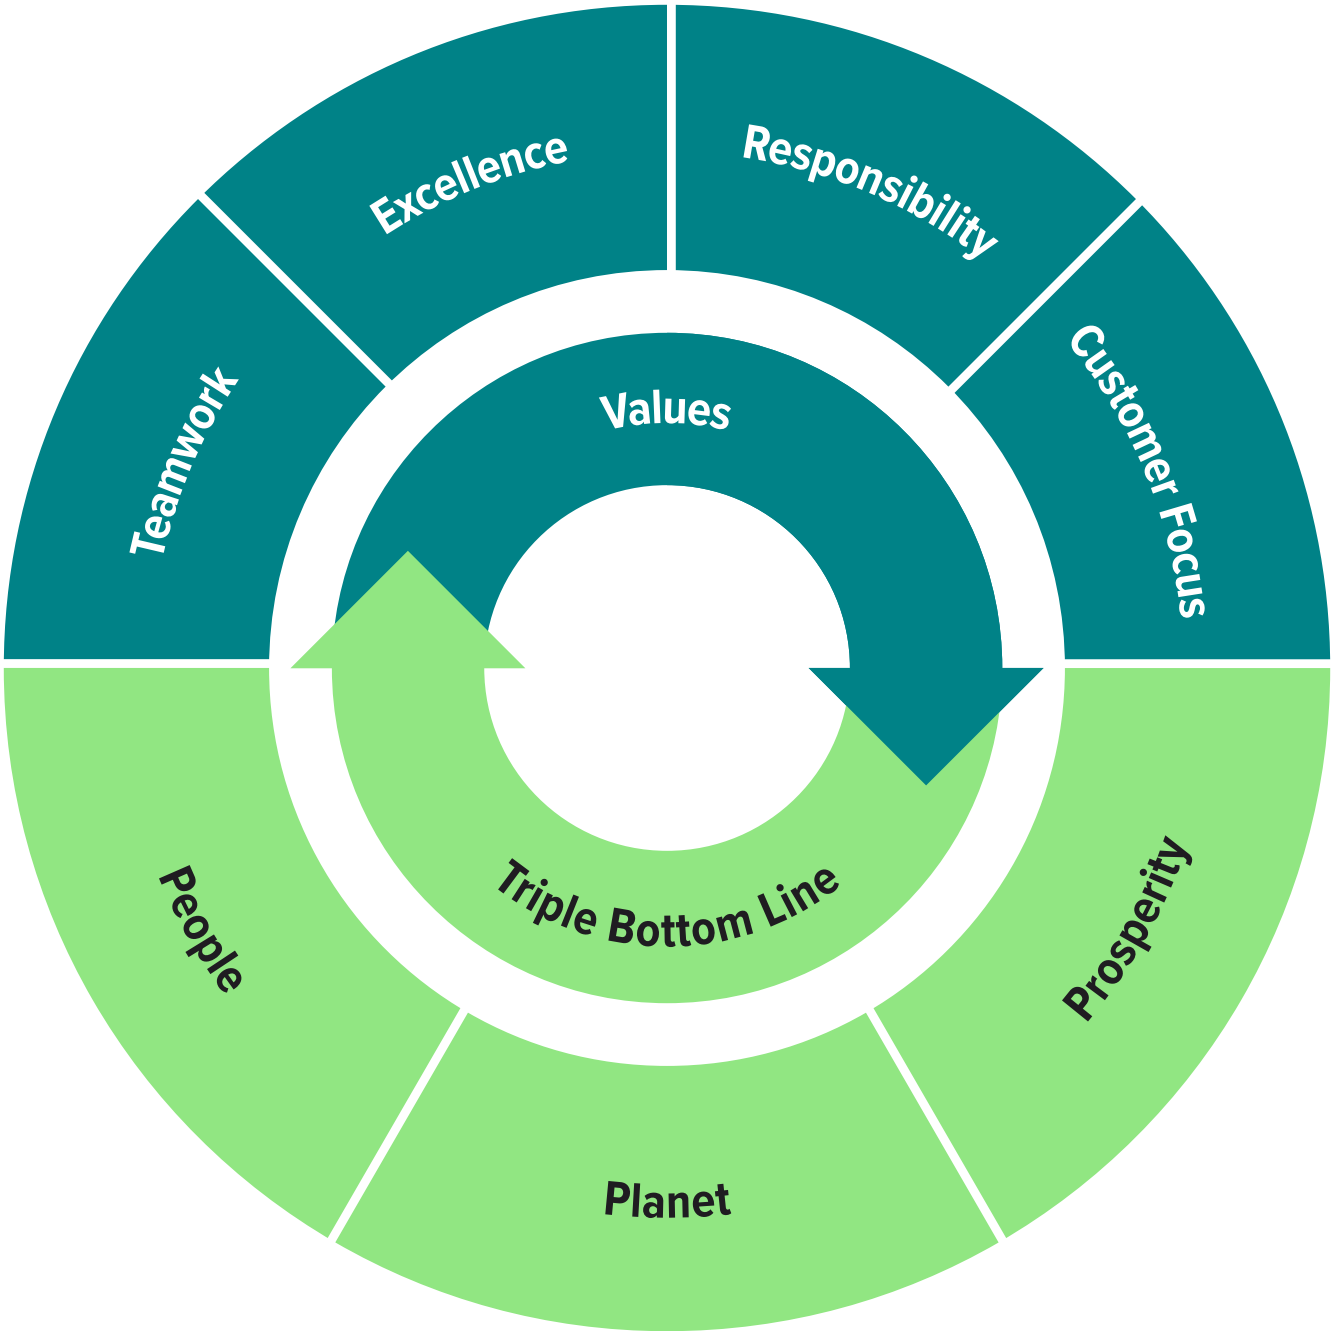 Excellence
Responsibility
Teamwork
Customer Focus
Values
Triple Bottom Line
People
Prosperity
Planet